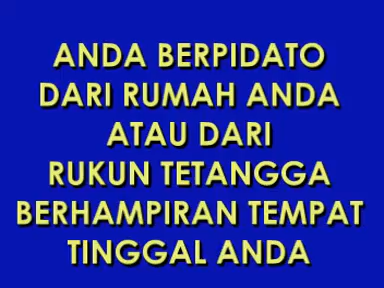 ANDA BERPIDATO
DARI RUMAH ANDA
ATAU DARI
RUKUN TETANGGA
BERHAMPIRAN TEMPAT
TINGGAL ANDA